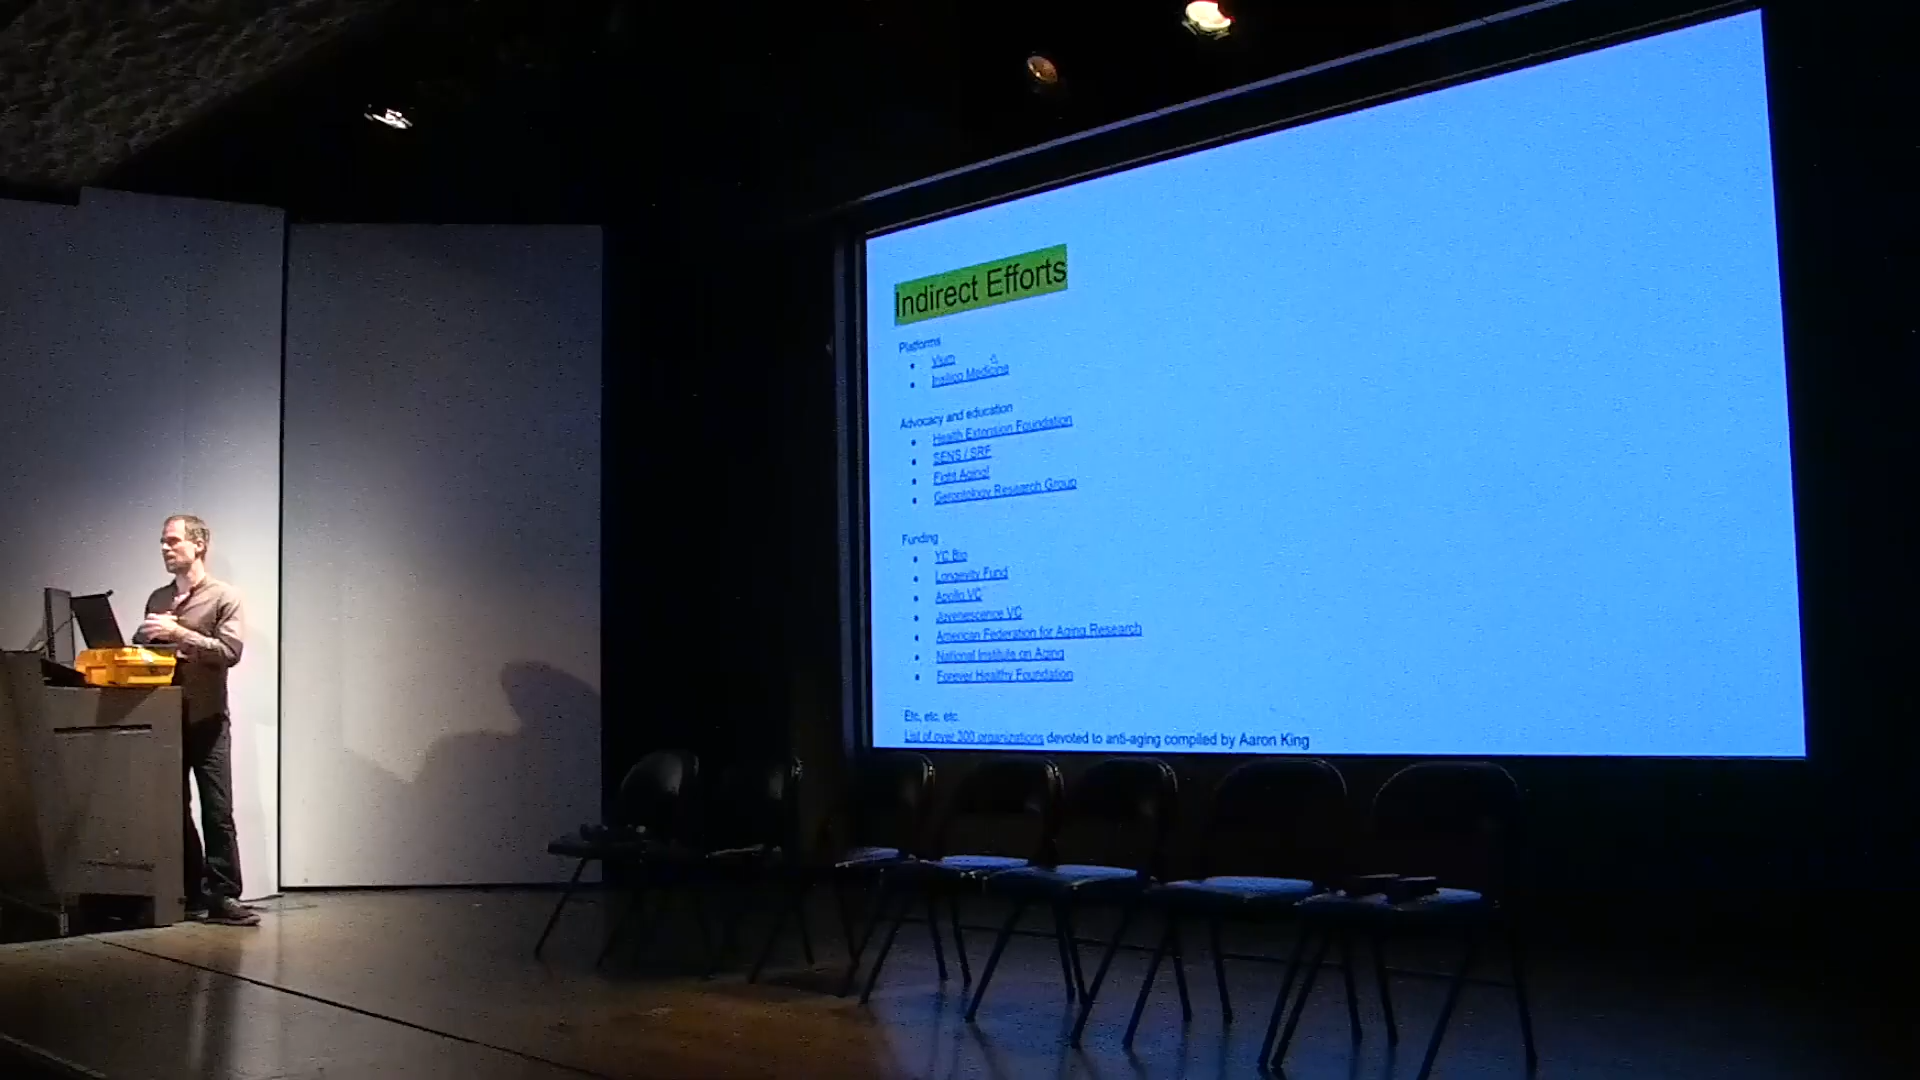 Indirect Efforts
Platforms
Vium
Insilico Medicine
Advocacy and education
Health Extension Foundation
SENS / SRF
Fight Aging!
Gerontology Research Group
Funding
YC Bio
Longevity Fund
Apollo VC
Juvenescence VC
American Federation for Aging Research
National Institute on Aging
Forever Healthy Foundation
Etc, etc, etc.
List of over 300 organizations devoted to anti-aging compiled by Aaron King